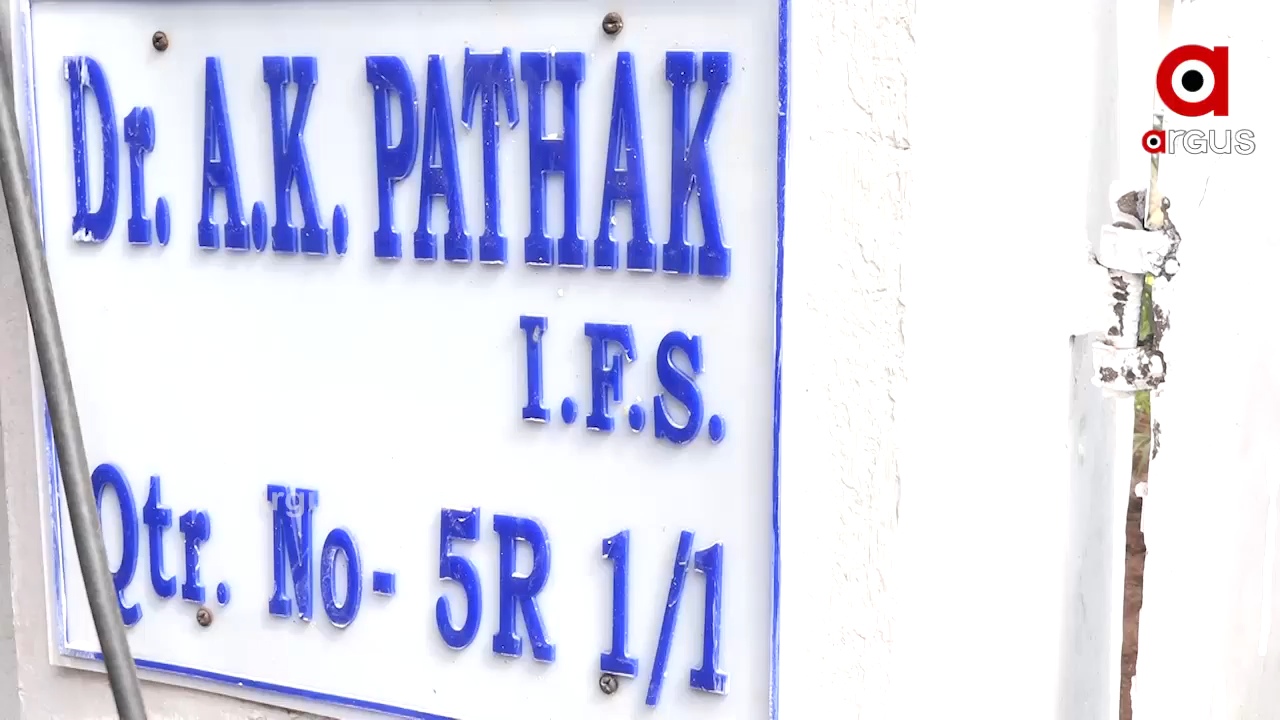 Dr. A.K. PATHAK
I.F.S.
Qtr. No- 5R 1/1
argus